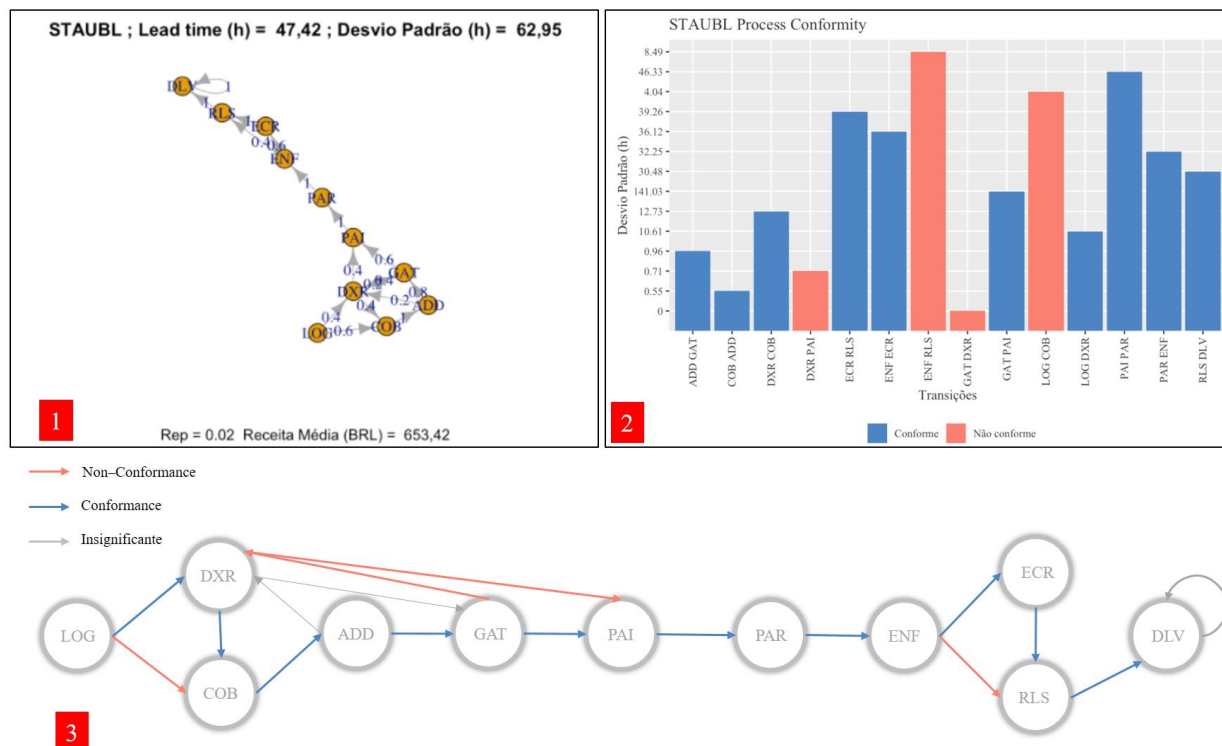 STAUBL ; Lead time (h) = 47,42 ; Desvio Padrão (h) = 62,95
DLV
1
1
RLS
1
ECR
0.4
0.6
ENF
1
PAR
1
PAI
0.4
0.6
GAT
0.4
DXR
0.8
0.2
ADD
0.4
0.4
1
LOG
0.6
COB
1
Rep = 0.02 Receita Média (BRL) = 653,42
STAUBL Process Conformity
Desvio Padrão (h)
8.49
46.33
4.04
39.26
36.12
32.25
30.48
141.03
12.73
10.61
0.96
0.71
0.55
0
ADD GAT
COB ADD
DXR COB
DXR PAI
ECR RLS
ENF ECR
ENF RLS
GAT DXR
GAT PAI
LOG COB
LOG DXR
PAI PAR
PAR ENF
RLS DLV
Transições
Conforme
Não conforme
2
Non–Conformance
Conformance
Insignificante
DXR
ECR
LOG
ADD
GAT
PAI
PAR
ENF
DLV
COB
RLS
3